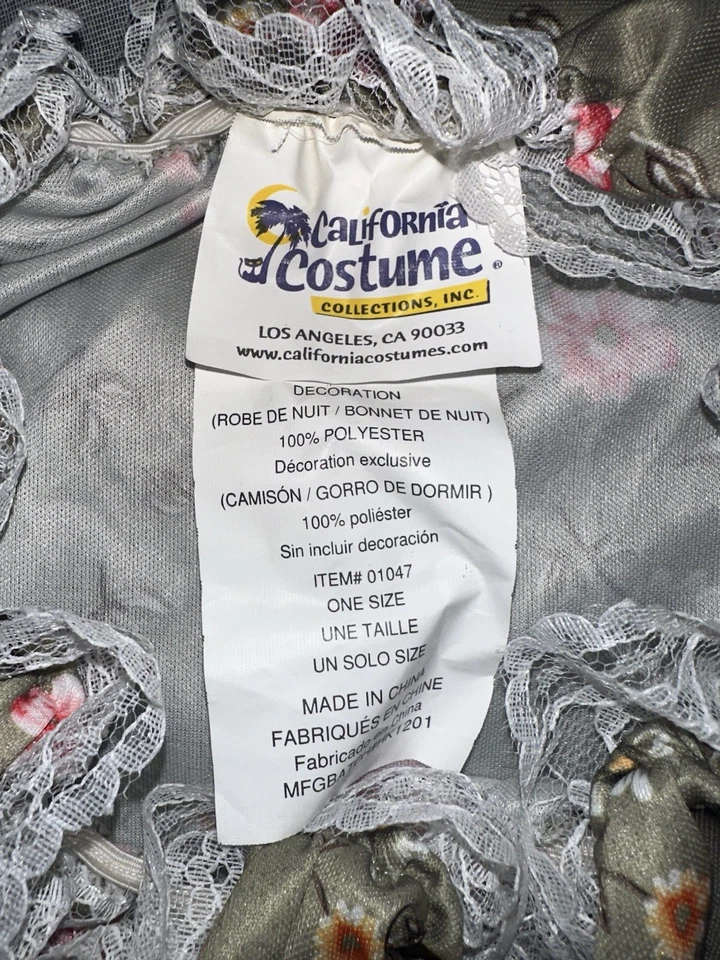 California
Costume ®
COLLECTIONS, INC.
LOS ANGELES, CA 90033
www.californiacostumes.com
DECORATION
(ROBE DE NUIT / BONNET DE NUIT)
100% POLYESTER
Décoration exclusive
(CAMISÓN / GORRO DE DORMIR )
100% poliéster
Sin incluir decoración
ITEM# 01047
ONE SIZE
UNE TAILLE
UN SOLO SIZE
MADE IN CHINA
FABRIQUÉS EN CHINE
Fabricado China